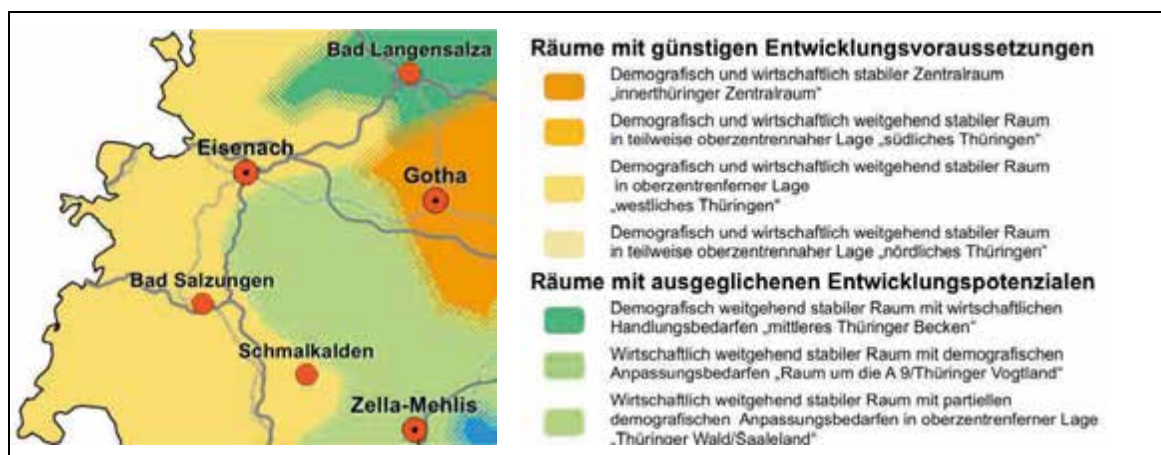 Bad Langensalza
Eisenach
Gotha
Bad Salzungen
Schmalkalden
Zella-Mehlis
Räume mit günstigen Entwicklungsvoraussetzungen
Demografisch und wirtschaftlich stabiler Zentralraum
„innerthüringer Zentralraum"
Demografisch und wirtschaftlich weitgehend stabiler Raum
in teilweise oberzentrennaher Lage „südliches Thüringen"
Demografisch und wirtschaftlich weitgehend stabiler Raum
in oberzentrenferner Lage
„westliches Thüringen"
Demografisch und wirtschaftlich weitgehend stabiler Raum
in teilweise oberzentrennaher Lage „nördliches Thüringen"
Räume mit ausgeglichenen Entwicklungspotenzialen
Demografisch weitgehend stabiler Raum mit wirtschaftlichen
Handlungsbedarfen „mittleres Thüringer Becken"
Wirtschaftlich weitgehend stabiler Raum mit demografischen
Anpassungsbedarfen „Raum um die A 9/Thüringer Vogtland"
Wirtschaftlich weitgehend stabiler Raum mit partiellen
demografischen Anpassungsbedarfen in oberzentrenferner Lage
„Thüringer Wald/Saaleland"